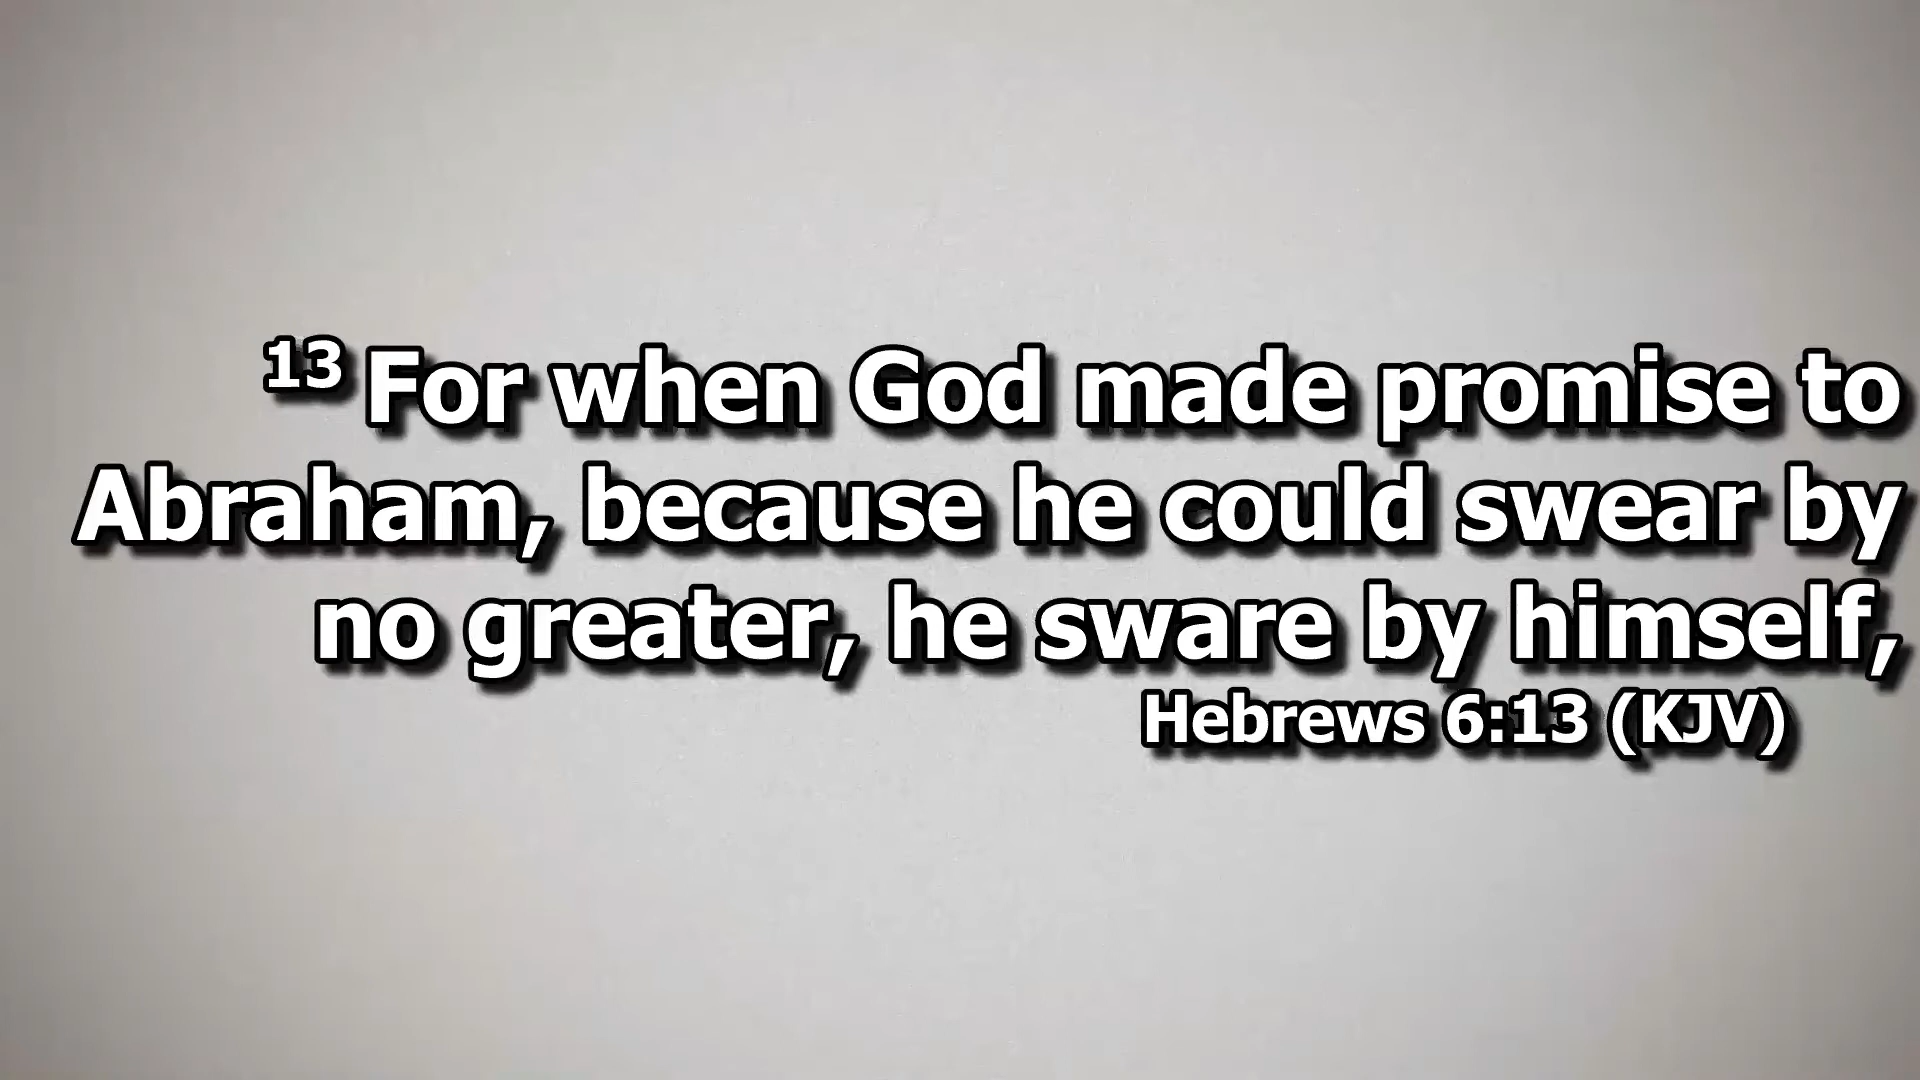 13 For when God made promise to
Abraham, because he could swear by
no greater, he sware by himself,
Hebrews 6:13 (KJV)